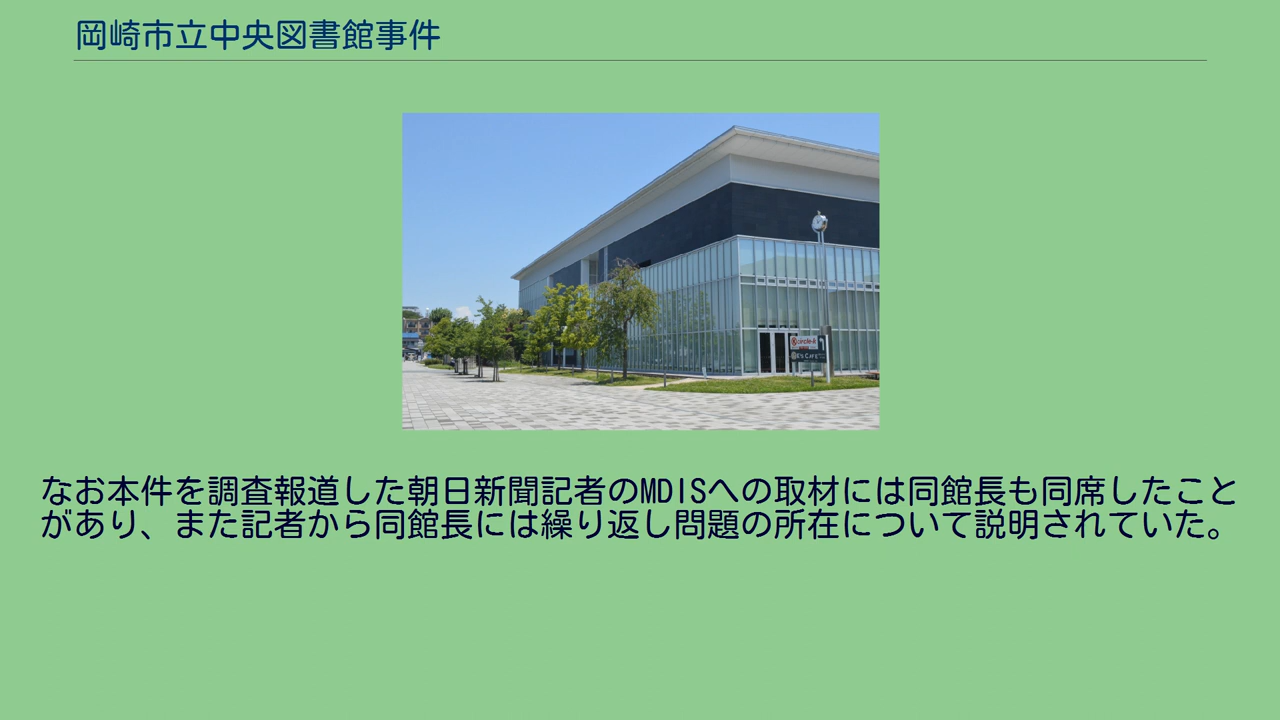 岡崎市立中央図書館事件
circle-R
なお本件を調査報道した朝日新聞記者のMDISへの取材には同館長も同席したこと
があり、また記者から同館長には繰り返し問題の所在について説明されていた。